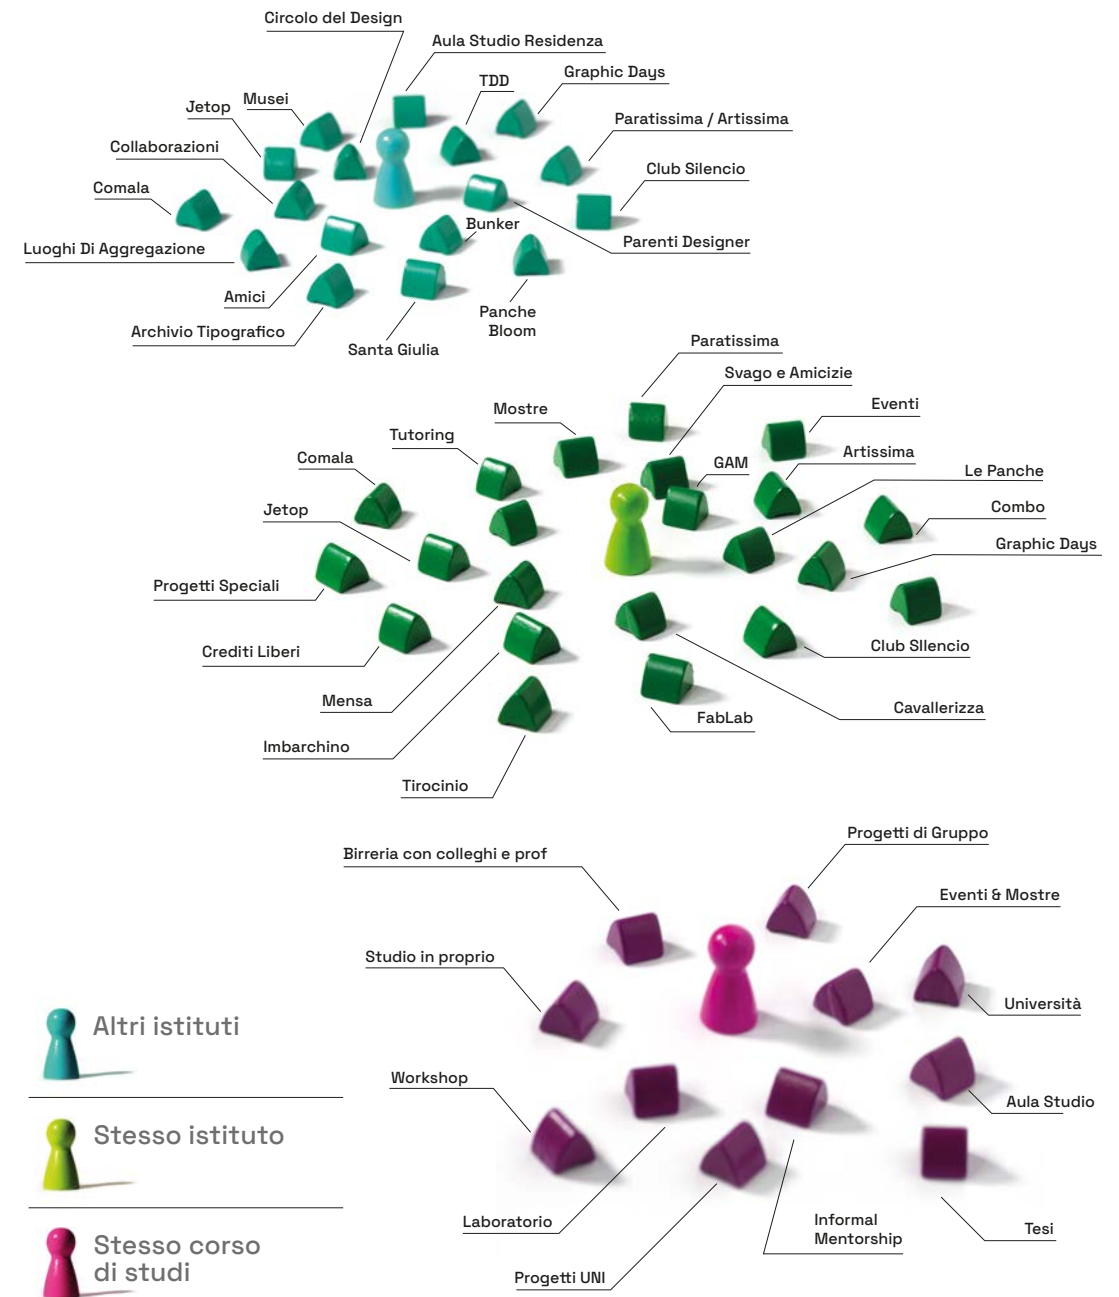 Circolo del Design
Aula Studio Residenza
Graphic Days
TDD
Musei
Jetop
Paratissima / Artissima
Collaborazioni
Club Silencio
Comala
Bunker
Parenti Designer
Luoghi Di Aggregazione
Amici
Panche
Bloom
Archivio Tipografico
Santa Giulia
Paratissima
Svago e Amicizie
Mostre
Eventi
Tutoring
Artissima
Comala
GAM
Le Panche
Jetop
Combo
Graphic Days
Progetti Speciali
Crediti Liberi
Club SIlencio
Mensa
Cavallerizza
FabLab
Imbarchino
Tirocinio
Progetti di Gruppo
Birreria con colleghi e prof
Eventi & Mostre
Studio in proprio
Università
Workshop
Aula Studio
Laboratorio
Informal
Mentorship
Tesi
Progetti UNI
Altri istituti
Stesso istituto
Stesso corso
di studi